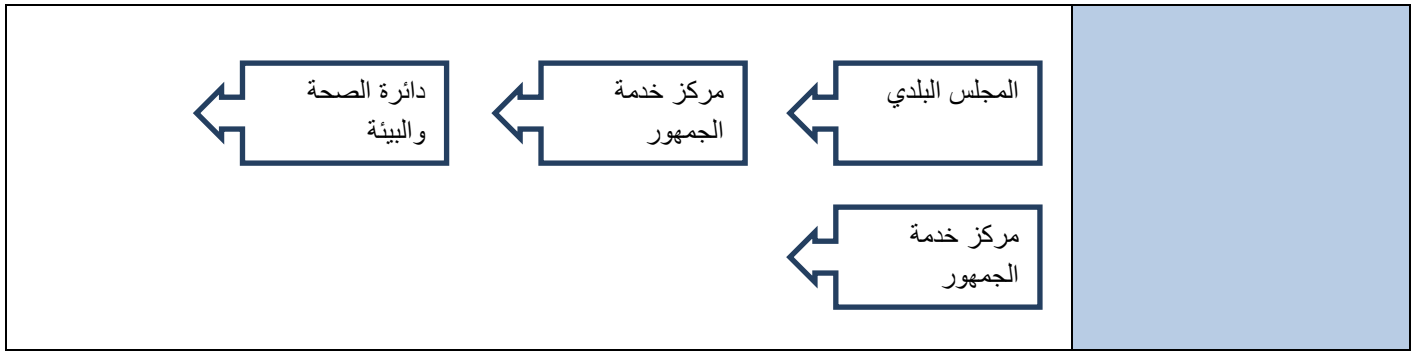 المجلس البلدي
مركز خدمة
الجمهور
دائرة الصحة
والبيئة
مركز خدمة
الجمهور